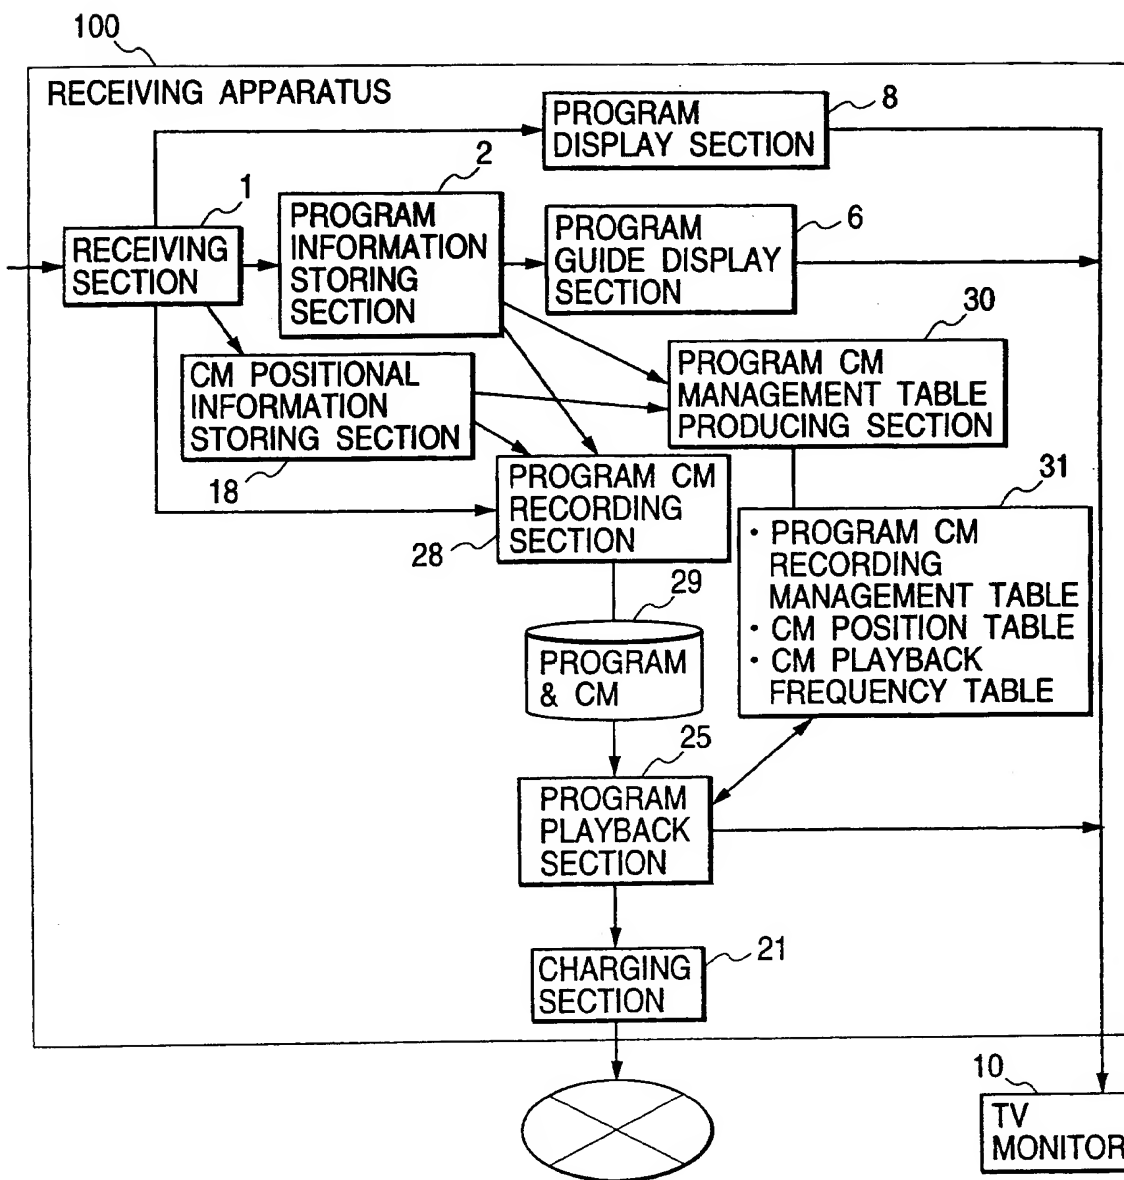 100
RECEIVING APPARATUS
PROGRAM
DISPLAY SECTION
8
1
RECEIVING
SECTION
2
PROGRAM
INFORMATION
STORING
SECTION
PROGRAM
GUIDE DISPLAY
SECTION
6
CM POSITIONAL
INFORMATION
STORING SECTION
18
30
PROGRAM CM
MANAGEMENT TABLE
PRODUCING SECTION
PROGRAM CM
RECORDING
SECTION
28
31
· PROGRAM CM
RECORDING
MANAGEMENT TABLE
· CM POSITION TABLE
· CM PLAYBACK
FREQUENCY TABLE
29
PROGRAM
& CM
25
PROGRAM
PLAYBACK
SECTION
CHARGING
SECTION
21
10
TV
MONITOR